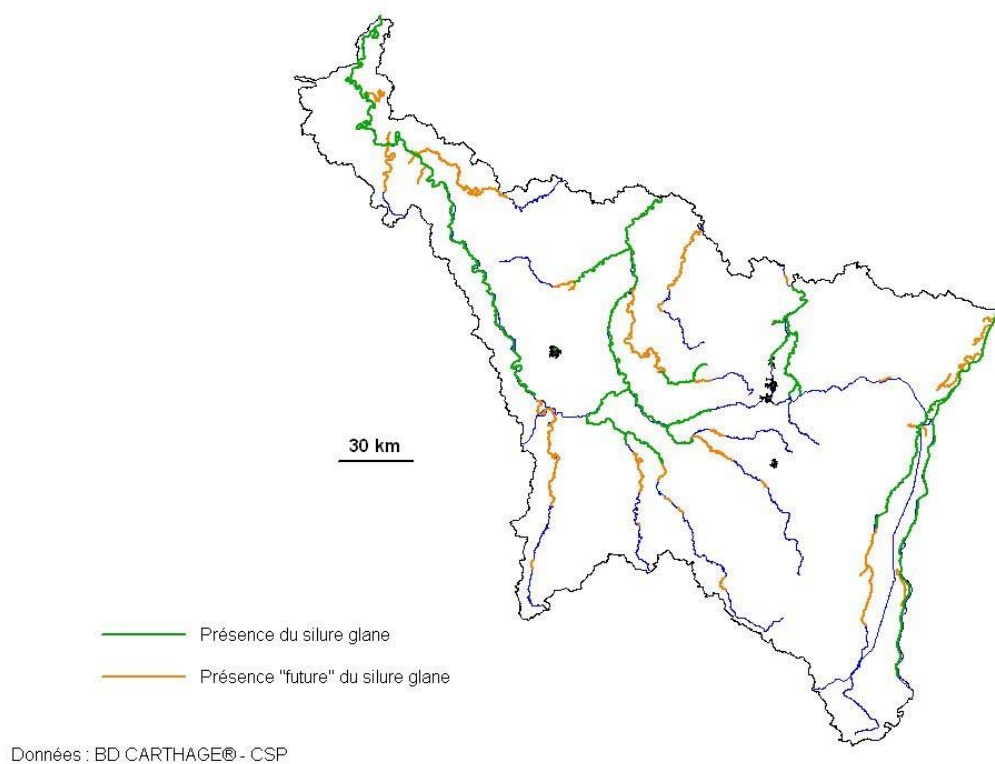 30 km
Présence du silure glane
Présence "future" du silure glane
Données : BD CARTHAGE® - CSP